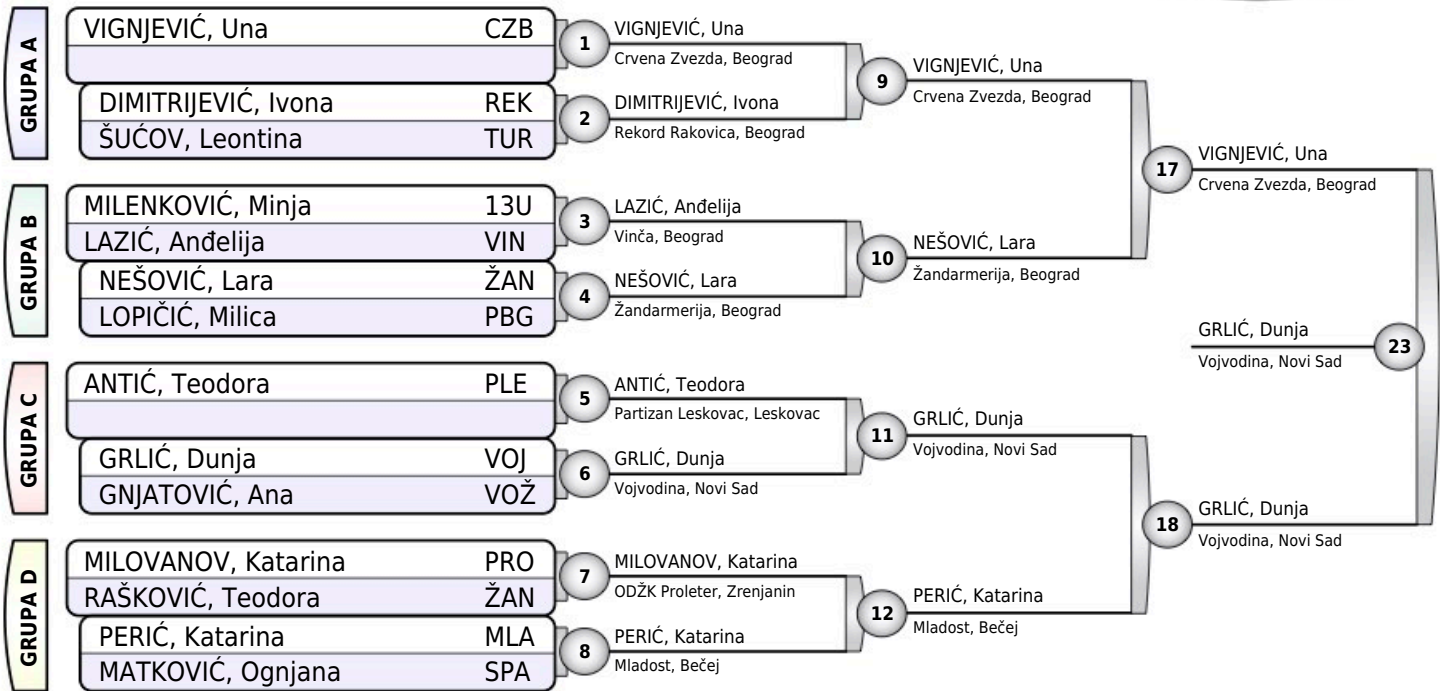 GRUPA A
VIGNJEVIĆ, Una CZB
DIMITRIJEVIĆ, Ivona REK
ŠUĆOV, Leontina TUR
GRUPA B
MILENKOVIĆ, Minja 13U
LAZIĆ, Anđelija VIN
NEŠOVIĆ, Lara ŽAN
LOPIČIĆ, Milica PBG
GRUPA C
ANTIĆ, Teodora PLE
GRLIĆ, Dunja VOJ
GNJATOVIĆ, Ana VOŽ
GRUPA D
MILOVANOV, Katarina PRO
RAŠKOVIĆ, Teodora ŽAN
PERIĆ, Katarina MLA
MATKOVIĆ, Ognjana SPA
1
VIGNJEVIĆ, Una
Crvena Zvezda, Beograd
2
DIMITRIJEVIĆ, Ivona
Rekord Rakovica, Beograd
3
LAZIĆ, Anđelija
Vinča, Beograd
4
NEŠOVIĆ, Lara
Žandarmerija, Beograd
5
ANTIĆ, Teodora
Partizan Leskovac, Leskovac
6
GRLIĆ, Dunja
Vojvodina, Novi Sad
7
MILOVANOV, Katarina
ODŽK Proleter, Zrenjanin
8
PERIĆ, Katarina
Mladost, Bečej
9
VIGNJEVIĆ, Una
Crvena Zvezda, Beograd
10
NEŠOVIĆ, Lara
Žandarmerija, Beograd
11
GRLIĆ, Dunja
Vojvodina, Novi Sad
12
PERIĆ, Katarina
Mladost, Bečej
17
VIGNJEVIĆ, Una
Crvena Zvezda, Beograd
18
GRLIĆ, Dunja
Vojvodina, Novi Sad
GRLIĆ, Dunja
Vojvodina, Novi Sad
23